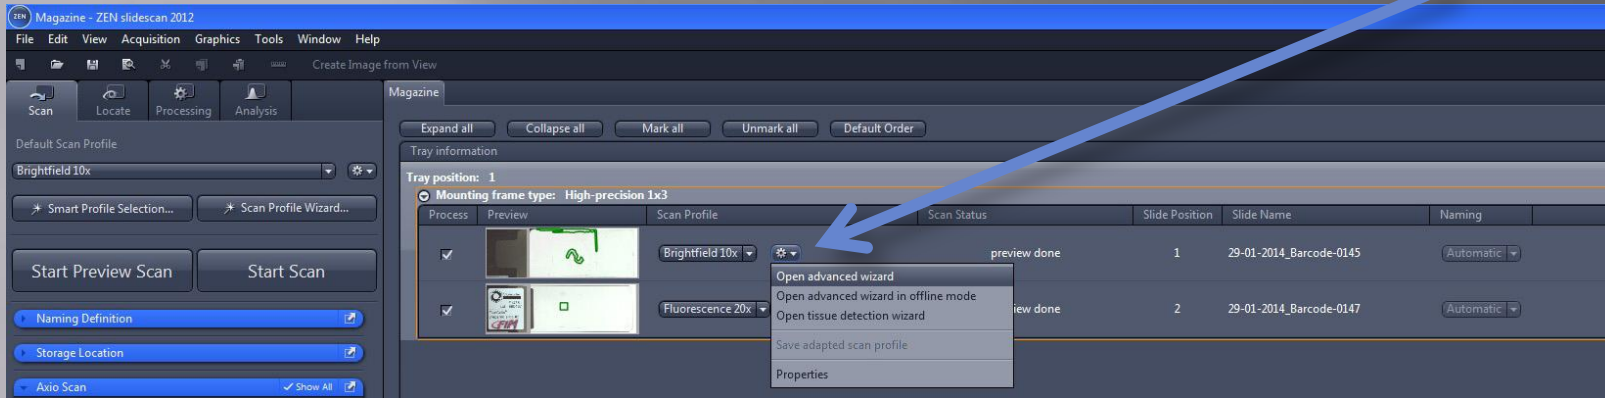 ZEN Magazine - ZEN slidescan 2012
File Edit View Acquisition Graphics Tools Window Help
Create Image from View
Scan Locate Processing Analysis
Magazine
Expand all Collapse all Mark all Unmark all Default Order
Default Scan Profile
Tray information
Brightfield 10x
Tray position: 1
Mounting frame type: High-precision 1x3
Smart Profile Selection... Scan Profile Wizard...
Process Preview Scan Profile Scan Status Slide Position Slide Name Naming
Brightfield 10x preview done 1 29-01-2014_Barcode-0145 Automatic
Start Preview Scan Start Scan
Open advanced wizard
Open advanced wizard in offline mode
Fluorescence 20x iew done 2 29-01-2014_Barcode-0147 Automatic
Open tissue detection wizard
Naming Definition
Save adapted scan profile
Storage Location
Properties
Axio Scan Show All